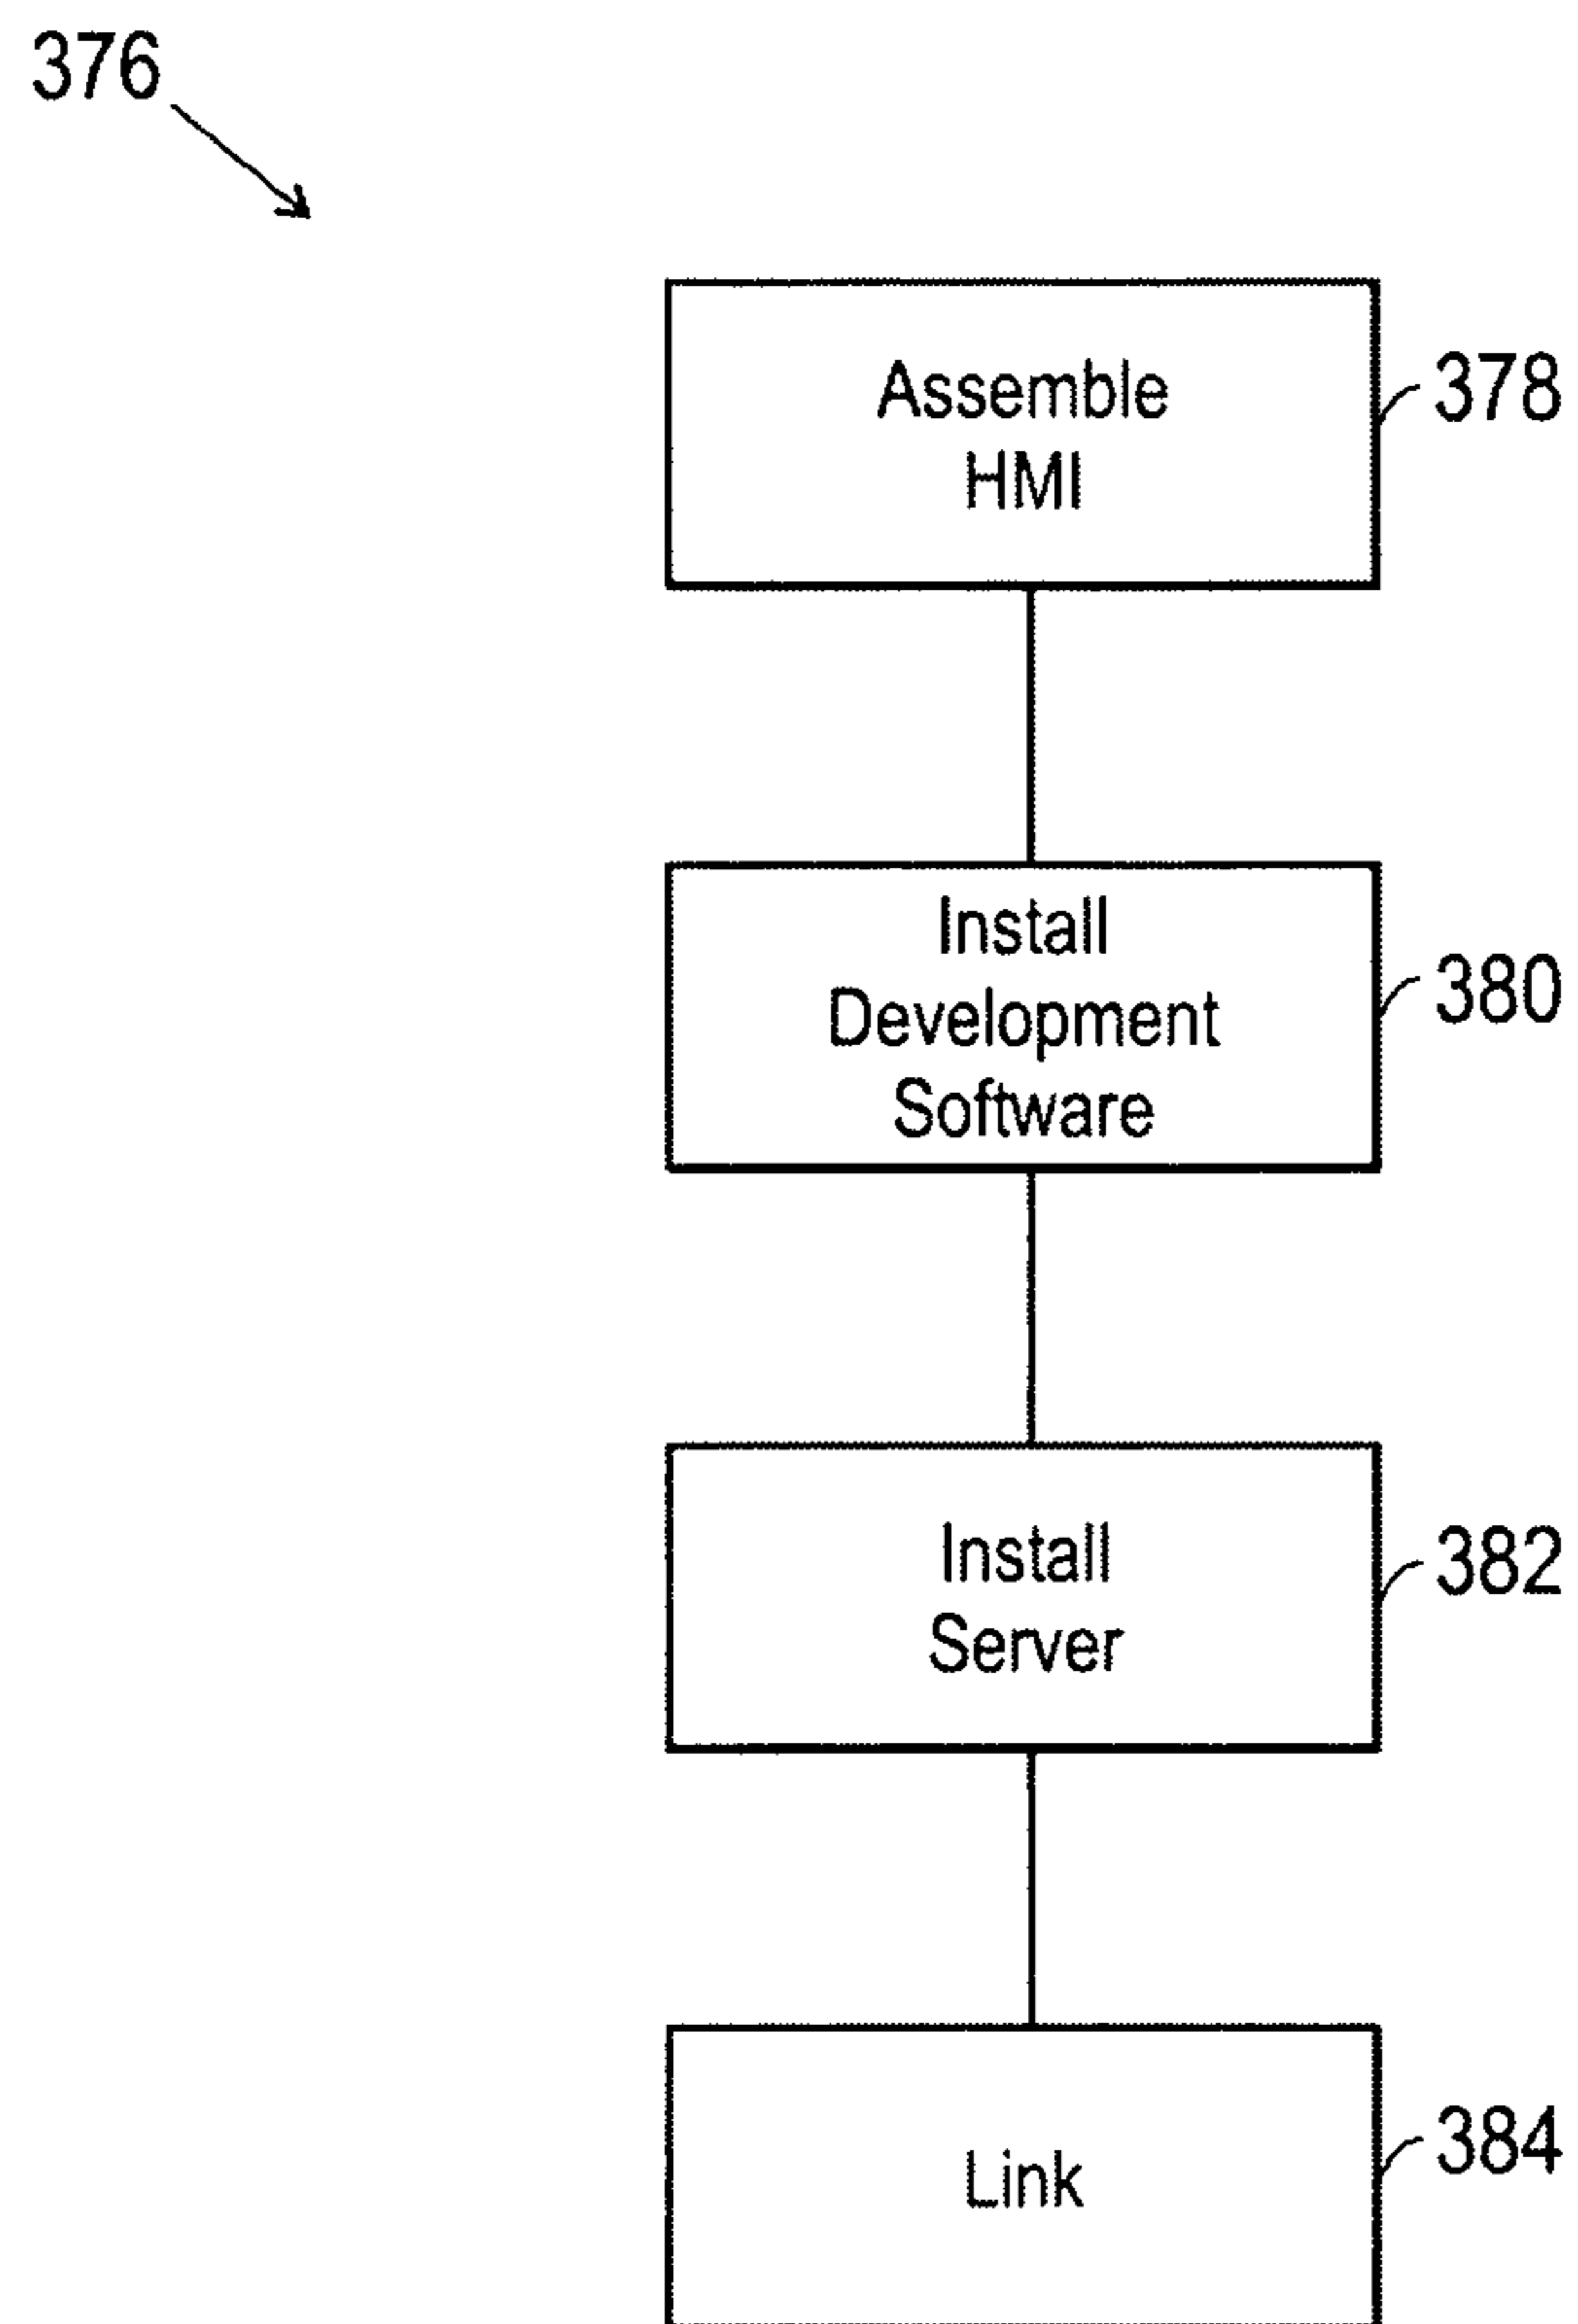 376
Assemble
HMI
378
Install
Development
Software
380
Install
Server
382
Link
384